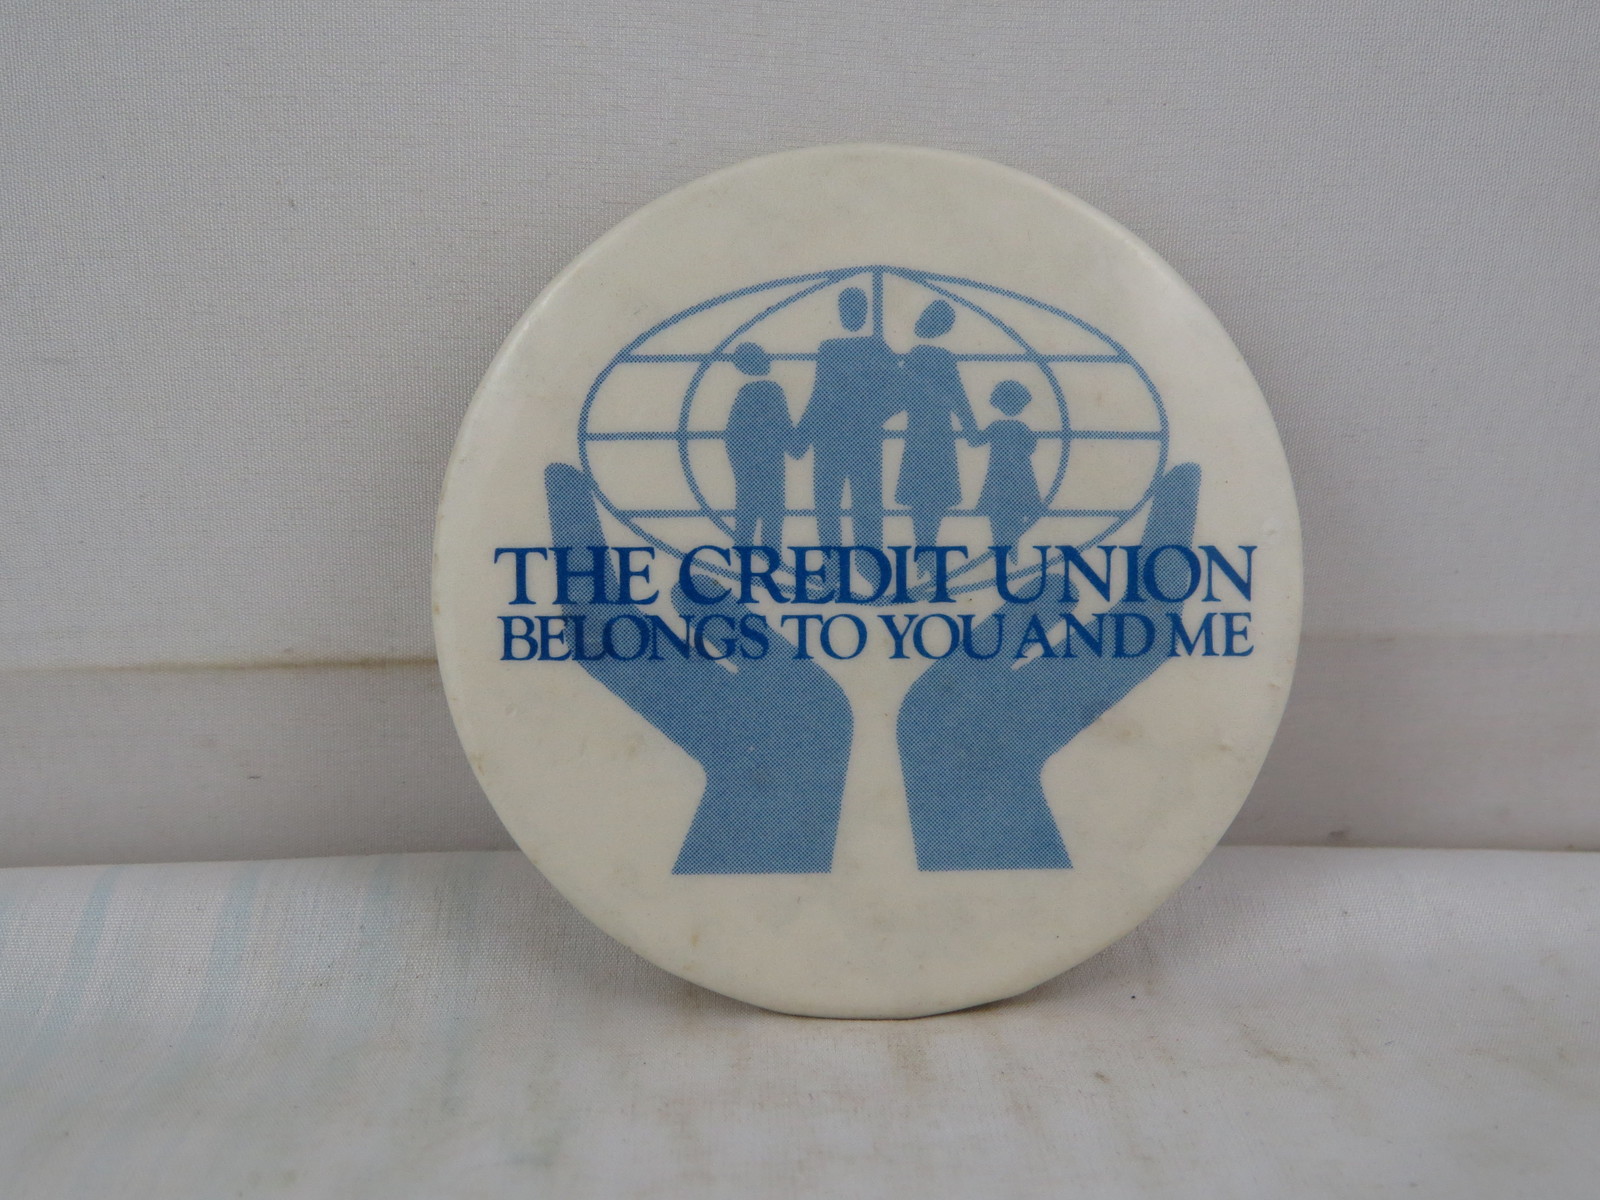 THE CREDIT UNION
BELONGS TO YOU AND ME